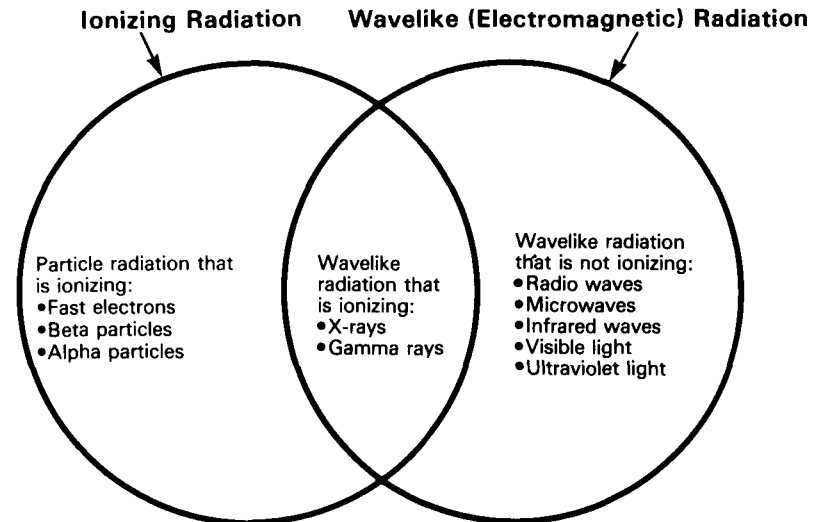 Ionizing Radiation
Wavelike (Electromagnetic) Radiation
Particle radiation that
is ionizing:
•Fast electrons
•Beta particles
•Alpha particles
Wavelike
radiation that
is ionizing:
•X-rays
•Gamma rays
Wavelike radiation
that is not ionizing:
•Radio waves
•Microwaves
•Infrared waves
•Visible light
•Ultraviolet light